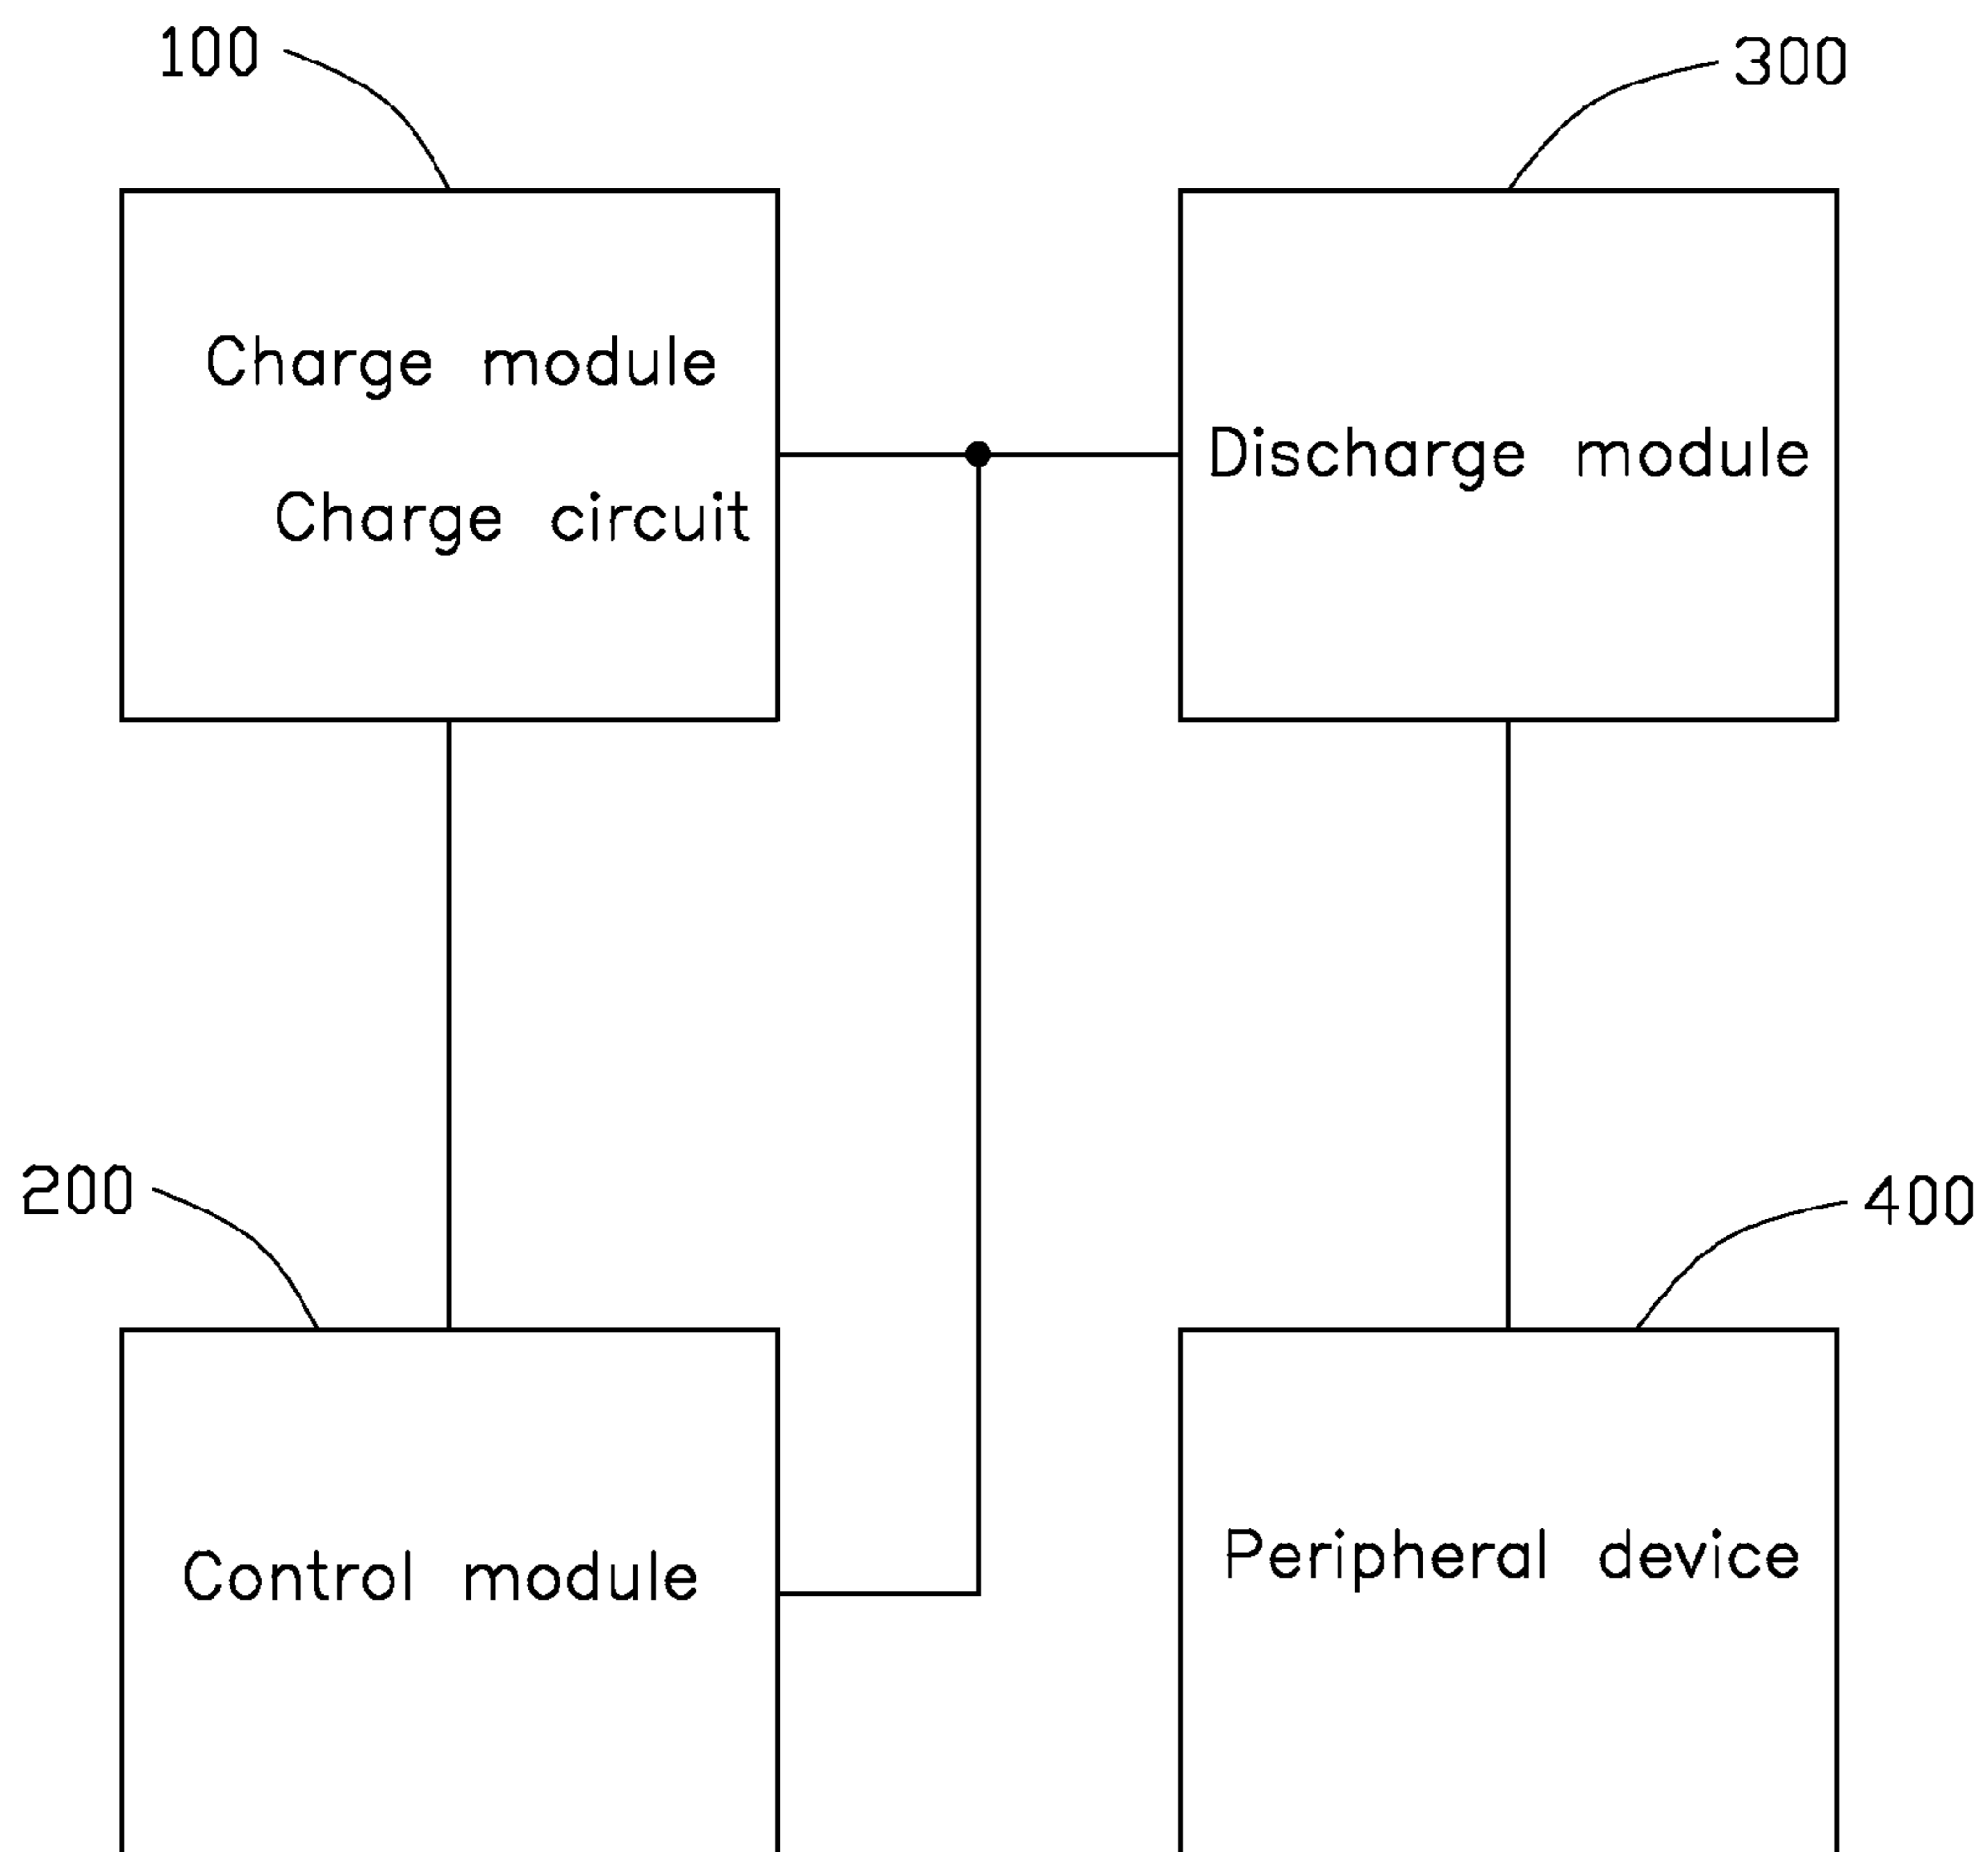 100
300
Charge module
Charge circuit
Discharge module
200
400
Control module
Peripheral device